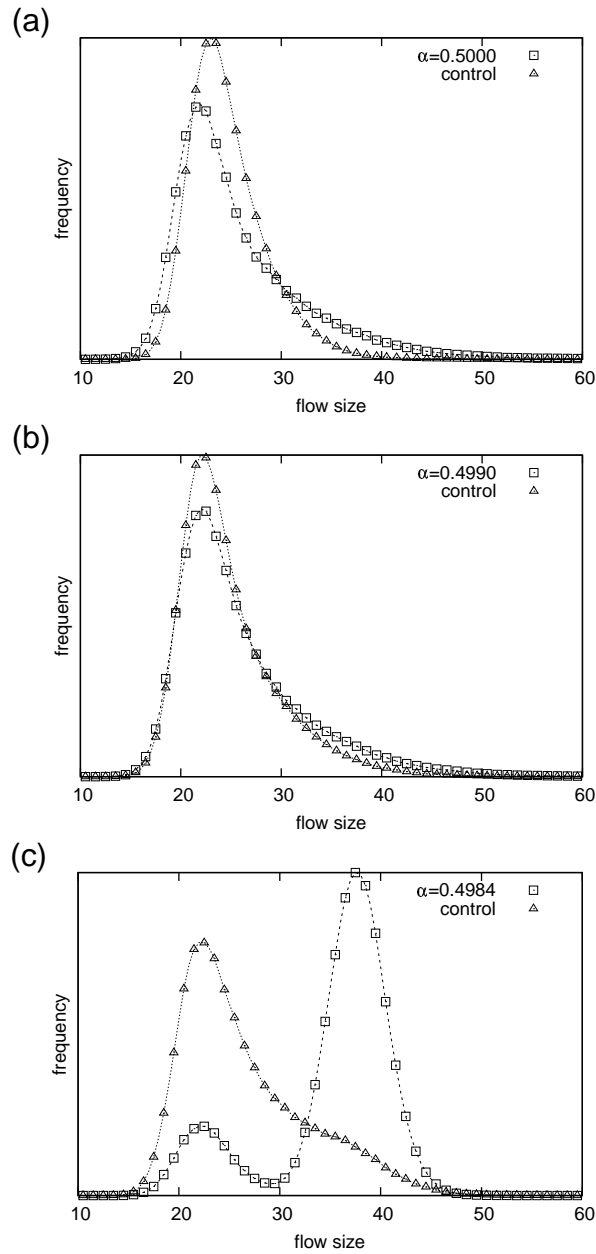 (a)
α=0.5000
control
frequency
10 20 30 40 50 60
flow size
(b)
α=0.4990
control
frequency
10 20 30 40 50 60
flow size
(c)
α=0.4984
control
frequency
10 20 30 40 50 60
flow size